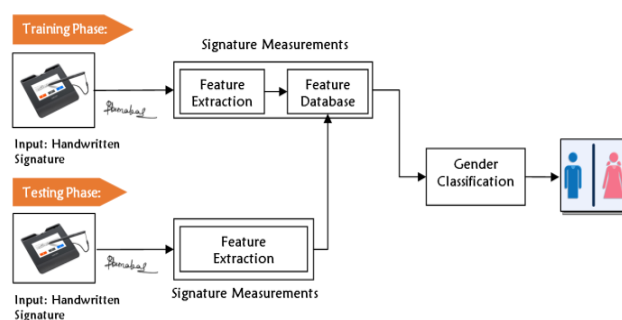 Training Phase:
Signature Measurements
Feature
Extraction
Feature
Database
Input: Handwritten
Signature
Gender
Classification
Testing Phase:
Feature
Extraction
Signature Measurements
Input: Handwritten
Signature